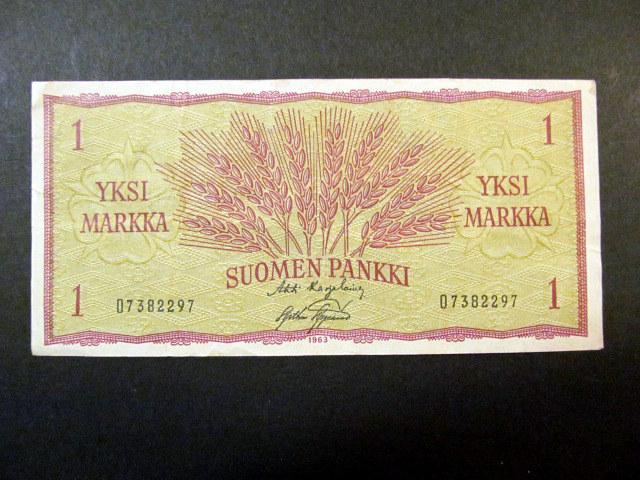 1 1
YKSI YKSI
MARKKA MARKKA
SUOMEN PANKKI
1 07382297 07382297 1
1963